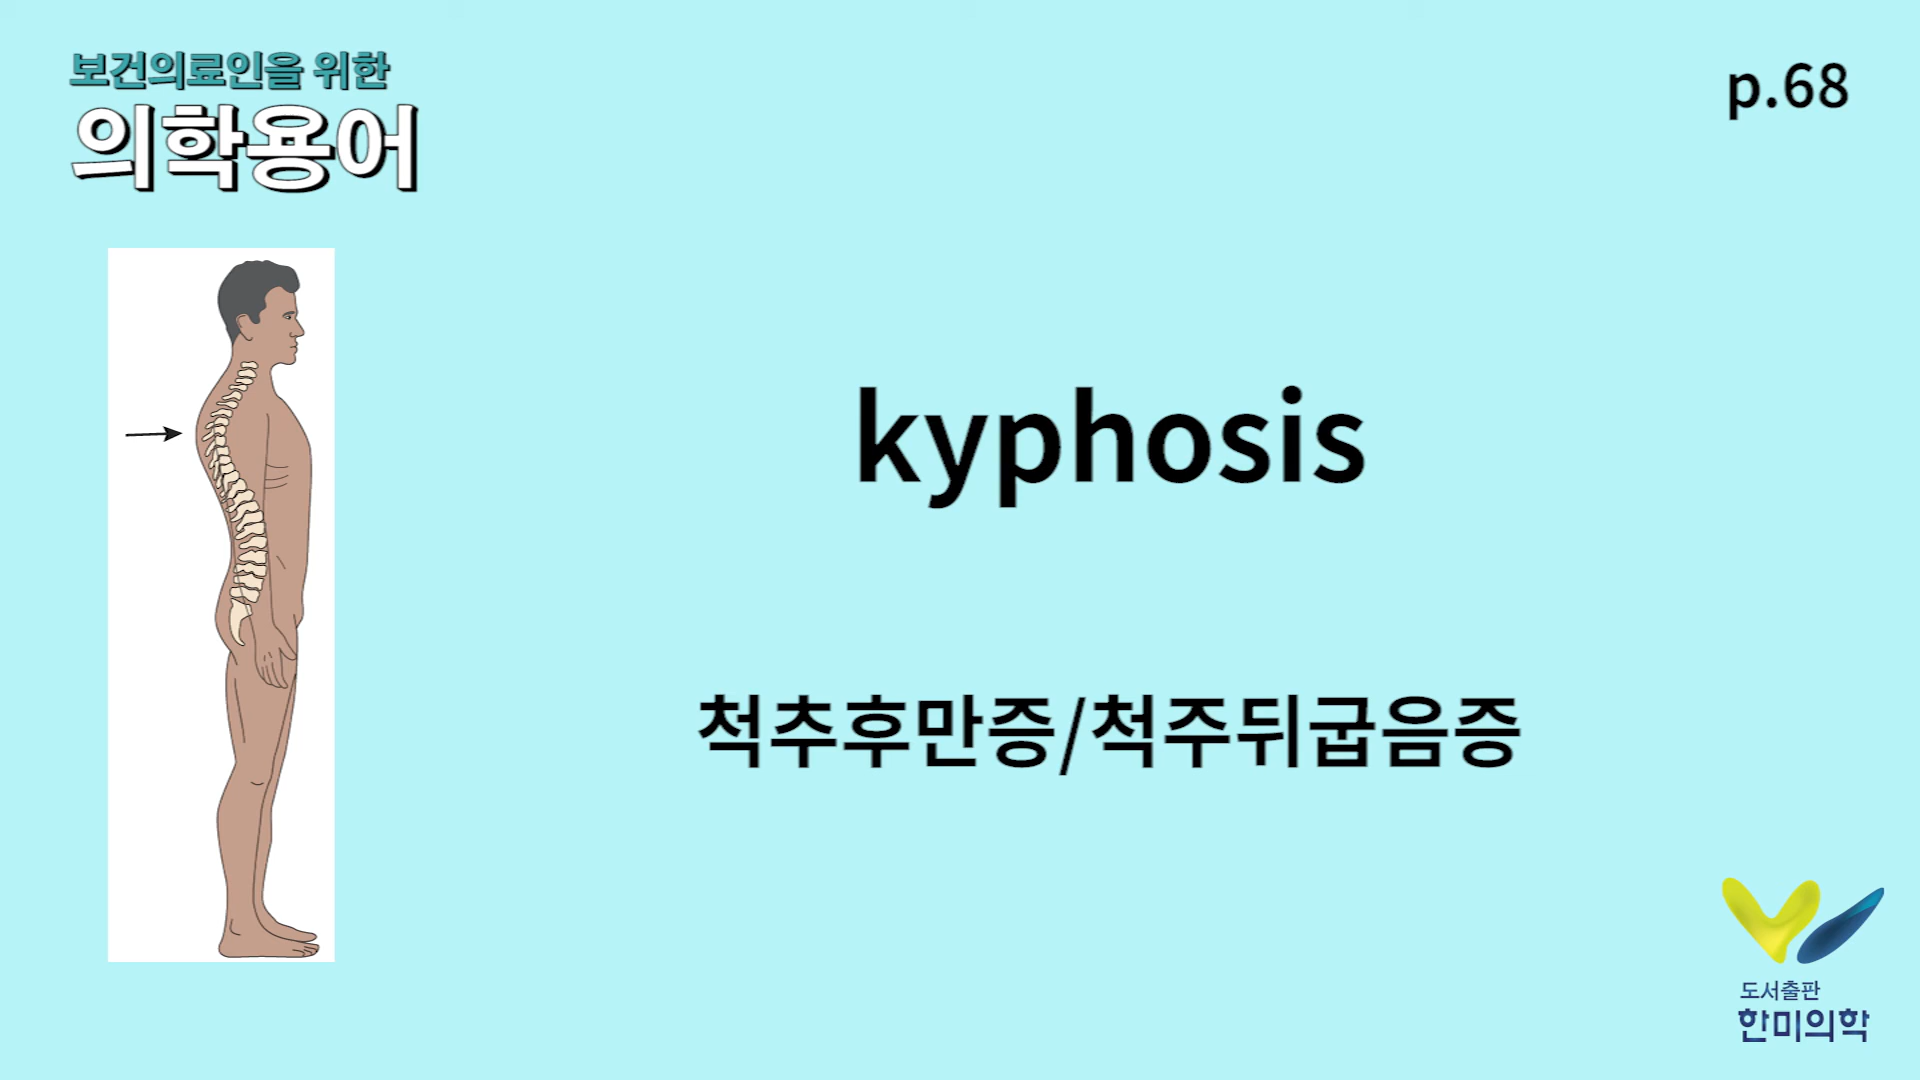 보건의료인을 위한
의학용어
p.68
kyphosis
척추후만증/척주뒤굽음증
도서출판
한미의학